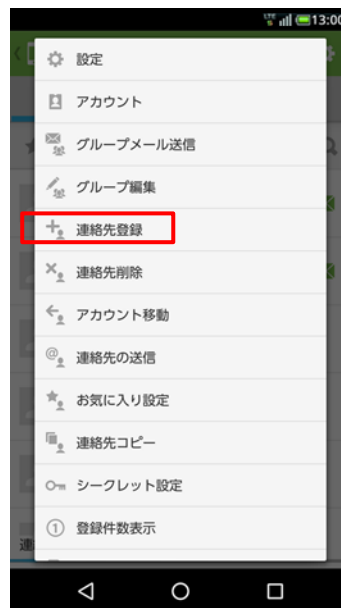 LTE 13:00
設定
アカウント
グループメール送信
グループ編集
連絡先登録
連絡先削除
アカウント移動
連絡先の送信
お気に入り設定
連絡先コピー
シークレット設定
1 登録件数表示
連